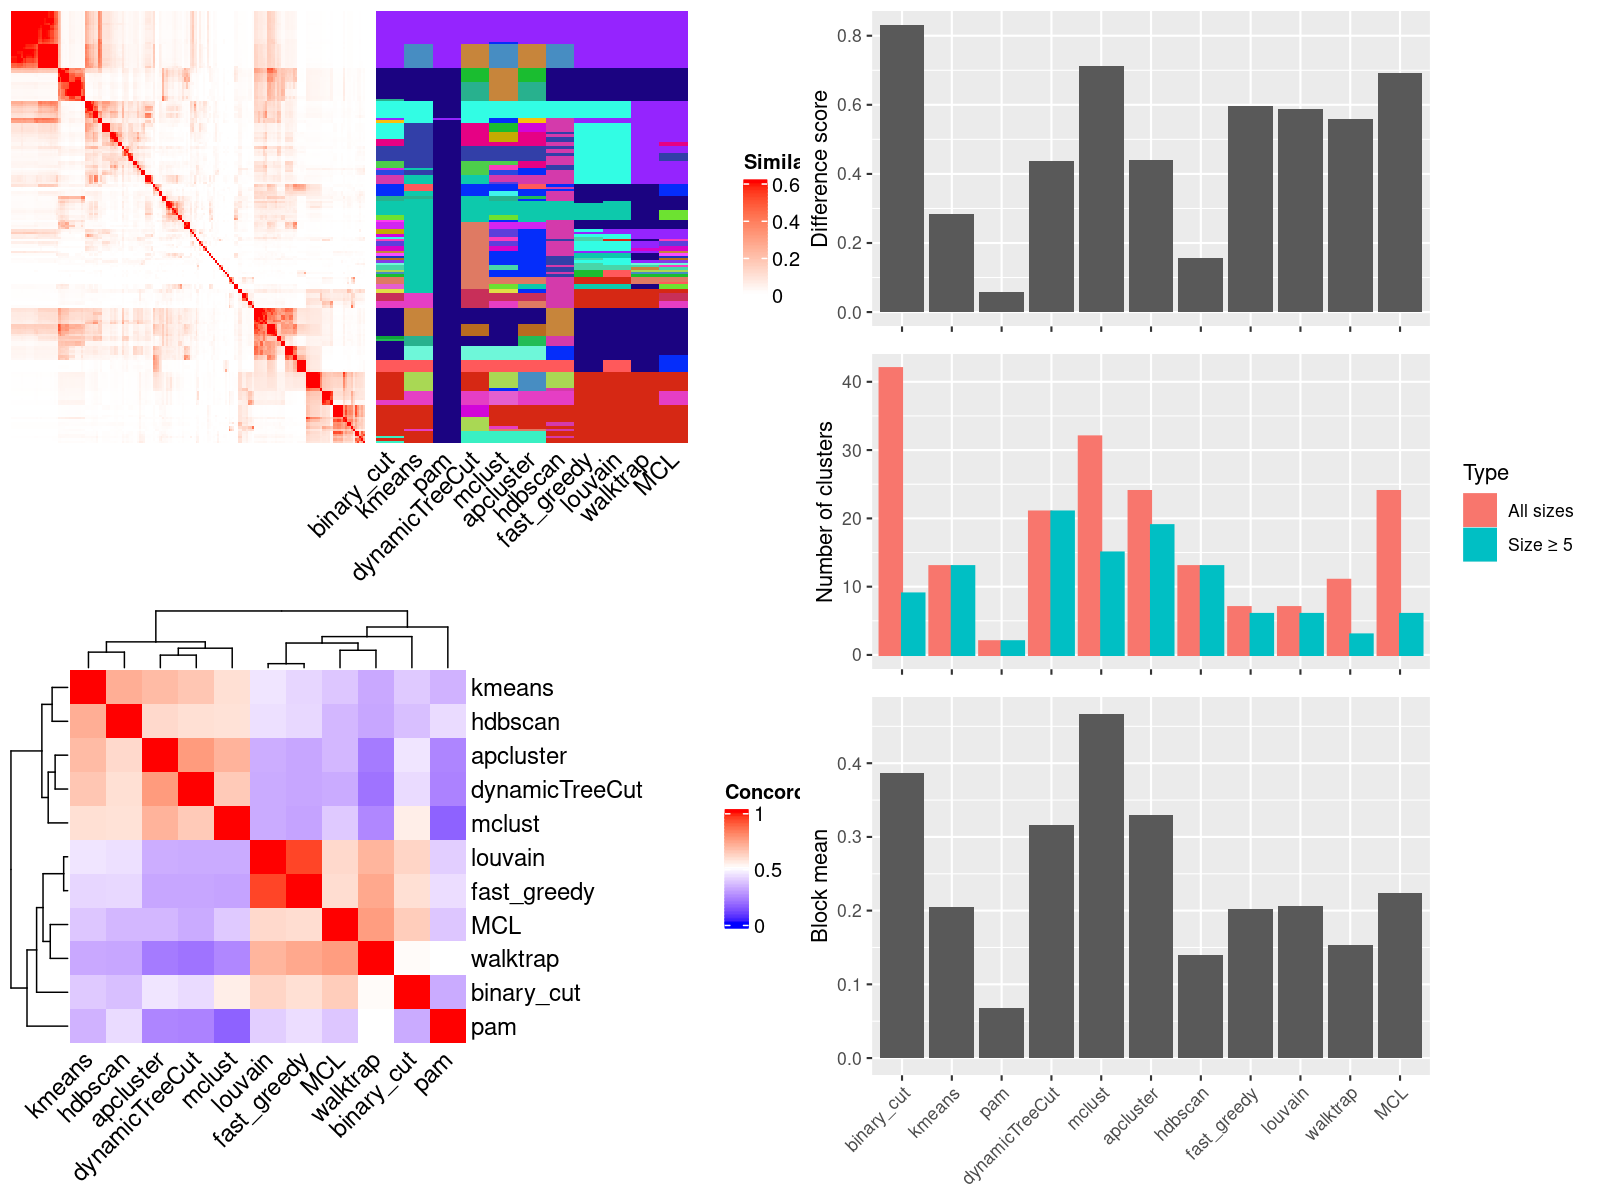 Simila
0.6
0.4
0.2
0
binary_cut
kmeans
pam
dynamicTreeCut
mclust
apcluster
hdbscan
fast_greedy
louvain
walktrap
MCL
kmeans
hdbscan
apcluster
dynamicTreeCut
mclust
louvain
fast_greedy
MCL
walktrap
binary_cut
pam
Concord
1
0.5
0
kmeans
hdbscan
apcluster
dynamicTreeCut
mclust
louvain
fast_greedy
MCL
walktrap
binary_cut
pam
Difference score
0.8
0.6
0.4
0.2
0.0
Number of clusters
40
30
20
10
0
Type
All sizes
Size ≥ 5
Block mean
0.4
0.3
0.2
0.1
0.0
binary_cut
kmeans
pam
dynamicTreeCut
mclust
apcluster
hdbscan
fast_greedy
louvain
walktrap
MCL